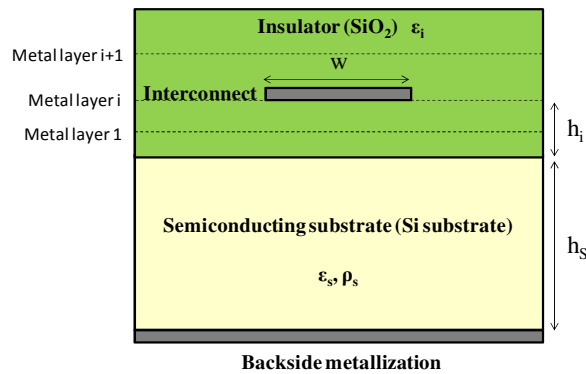 Insulator (SiO₂) εᵢ
Metal layer i+1
W
Metal layer i
Interconnect
Metal layer 1
hᵢ
Semiconducting substrate (Si substrate)
hS
εₛ, ρₛ
Backside metallization